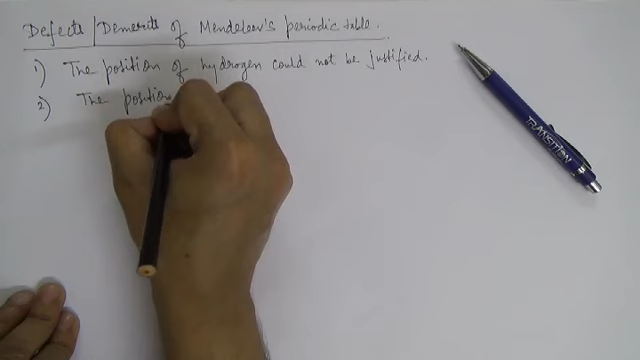 Defects/Demerits of Mendeleev's periodic table.
1) The position of hydrogen could not be justified.
2) The position
TRANSITION